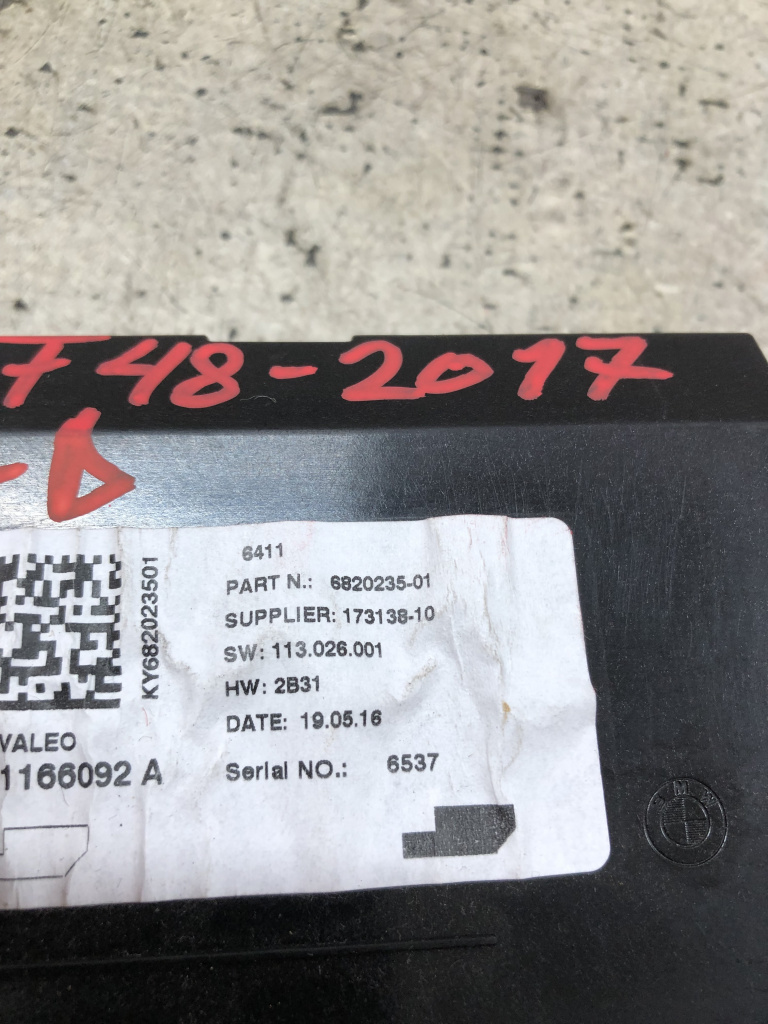 F48-2017
-D
6411
PART N.: 6820235-01
SUPPLIER: 173138-10
SW: 113.026.001
HW: 2B31
DATE: 19.05.16
Serial NO.: 6537
KY682023501
VALEO
1166092 A
BMW